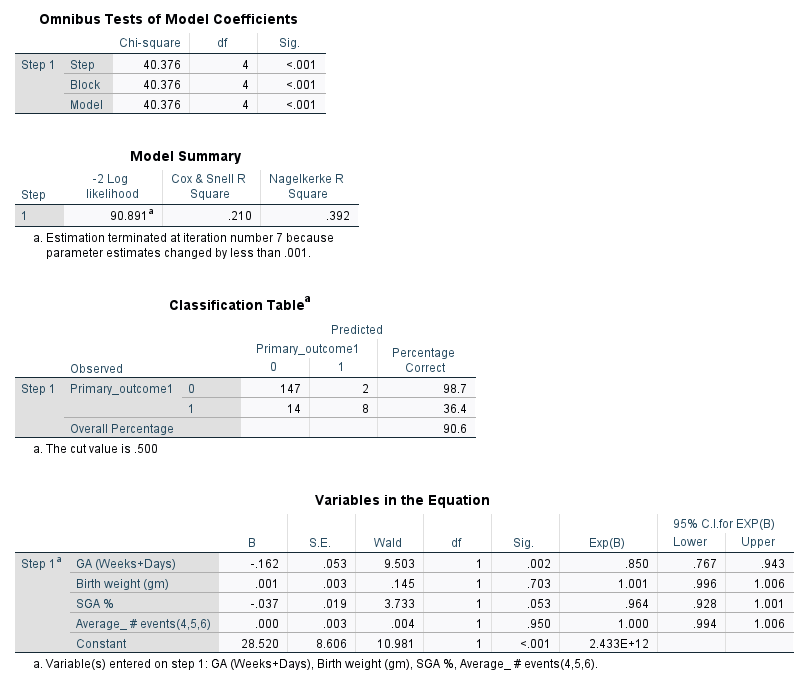 Omnibus Tests of Model Coefficients
Chi-square df Sig.
Step 1 Step 40.376 4 <.001
Block 40.376 4 <.001
Model 40.376 4 <.001
Model Summary
Step -2 Log likelihood Cox & Snell R Square Nagelkerke R Square
1 90.891a .210 .392
a. Estimation terminated at iteration number 7 because
parameter estimates changed by less than .001.
Classification Tablea
Predicted
Primary_outcome1 Percentage Correct
Observed 0 1
Step 1 Primary_outcome1 0 147 2 98.7
1 14 8 36.4
Overall Percentage 90.6
a. The cut value is .500
Variables in the Equation
95% C.I.for EXP(B)
B S.E. Wald df Sig. Exp(B) Lower Upper
Step 1a GA (Weeks+Days) -.162 .053 9.503 1 .002 .850 .767 .943
Birth weight (gm) .001 .003 .145 1 .703 1.001 .996 1.006
SGA % -.037 .019 3.733 1 .053 .964 .928 1.001
Average_ # events(4,5,6) .000 .003 .004 1 .950 1.000 .994 1.006
Constant 28.520 8.606 10.981 1 <.001 2.433E+12
a. Variable(s) entered on step 1: GA (Weeks+Days), Birth weight (gm), SGA %, Average_ # events(4,5,6).